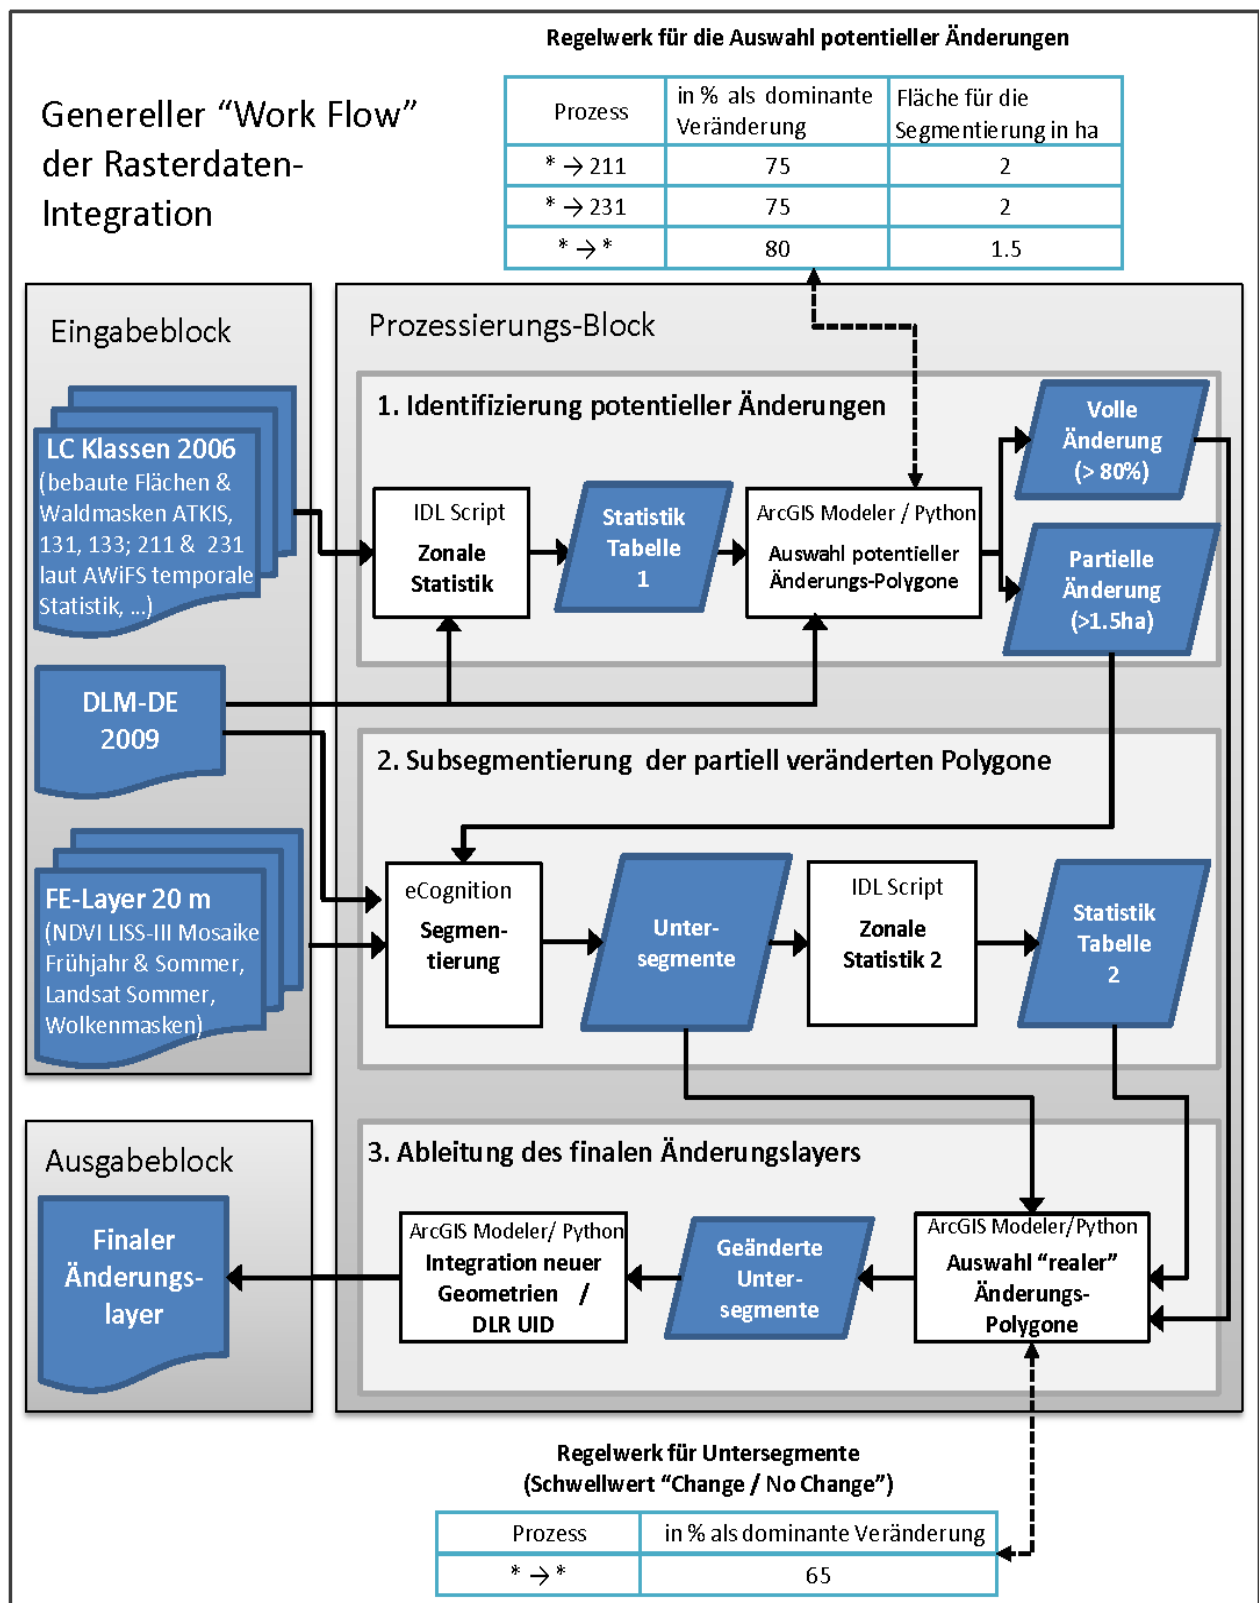 Regelwerk für die Auswahl potentieller Änderungen
Genereller “Work Flow”
der Rasterdaten-
Integration
Prozess
in % als dominante
Veränderung
Fläche für die
Segmentierung in ha
* → 211
75
2
* → 231
75
2
* → *
80
1.5
Eingabeblock
LC Klassen 2006
(bebaute Flächen &
Waldmasken ATKIS,
131, 133; 211 & 231
laut AWiFS temporale
Statistik, ...)
DLM-DE
2009
FE-Layer 20 m
(NDVI LISS-III Mosaike
Frühjahr & Sommer,
Landsat Sommer,
Wolkenmasken)
Prozessierungs-Block
1. Identifizierung potentieller Änderungen
IDL Script
Zonale
Statistik
Statistik
Tabelle
1
ArcGIS Modeler / Python
Auswahl potentieller
Änderungs-Polygone
Volle
Änderung
(> 80%)
Partielle
Änderung
(>1.5ha)
2. Subsegmentierung der partiell veränderten Polygone
eCognition
Segmen-
tierung
Unter-
segmente
IDL Script
Zonale
Statistik 2
Statistik
Tabelle
2
3. Ableitung des finalen Änderungslayers
ArcGIS Modeler/Python
Auswahl “realer”
Änderungs-
Polygone
Geänderte
Unter-
segmente
ArcGIS Modeler/ Python
Integration neuer
Geometrien /
DLR UID
Ausgabeblock
Finaler
Änderungs-
layer
Regelwerk für Untersegmente
(Schwellwert “Change / No Change”)
Prozess
in % als dominante Veränderung
* → *
65